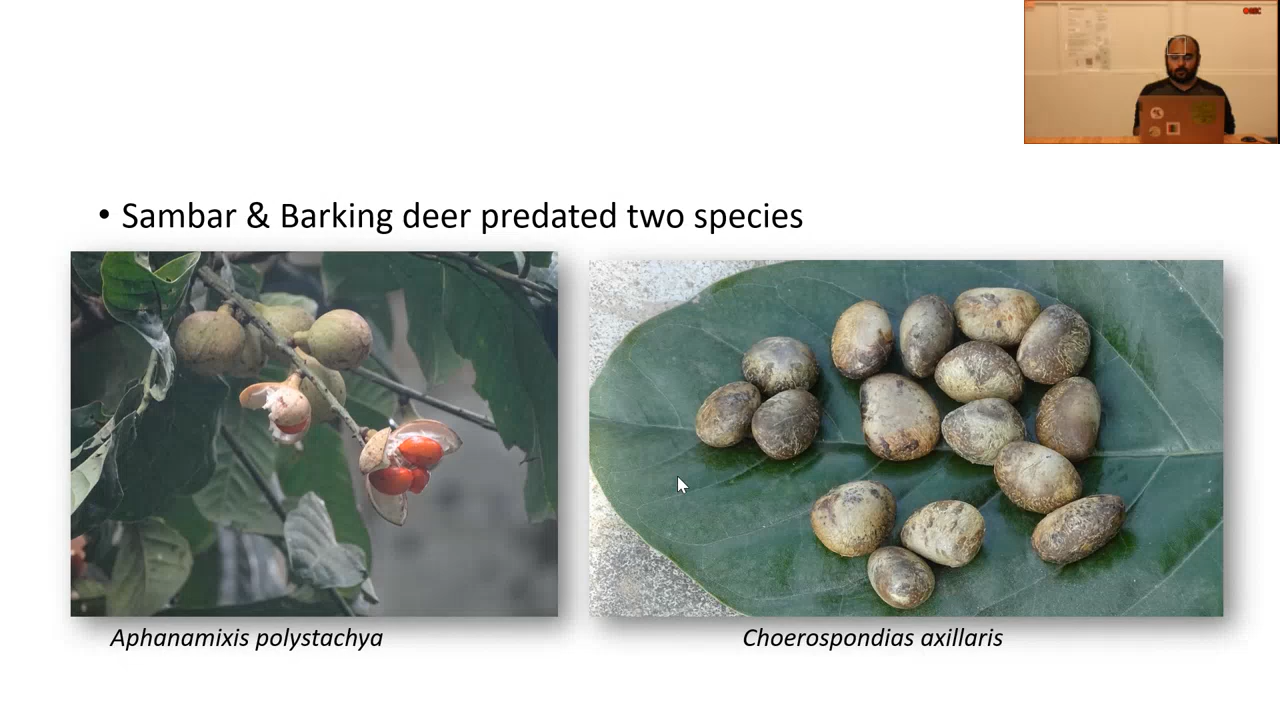 • Sambar & Barking deer predated two species
Aphanamixis polystachya
Choerospondias axillaris